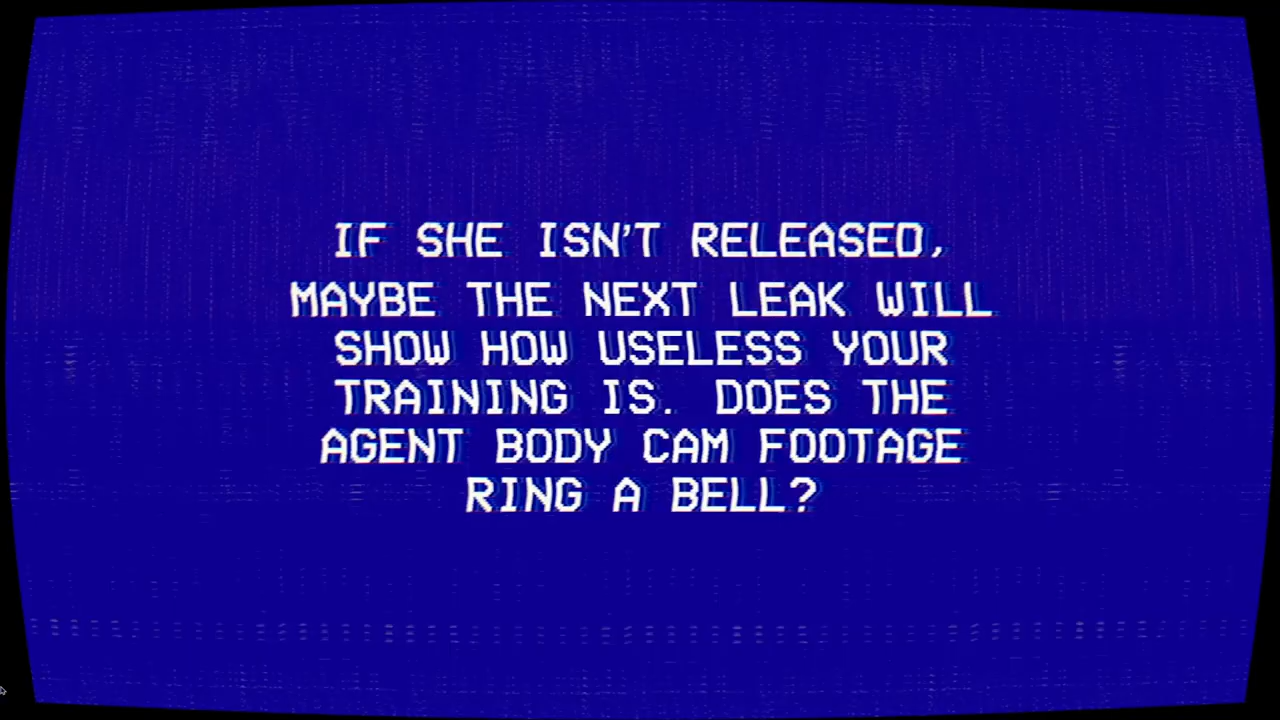 IF SHE ISN'T RELEASED,
MAYBE THE NEXT LEAK WILL
SHOW HOW USELESS YOUR
TRAINING IS. DOES THE
AGENT BODY CAM FOOTAGE
RING A BELL?